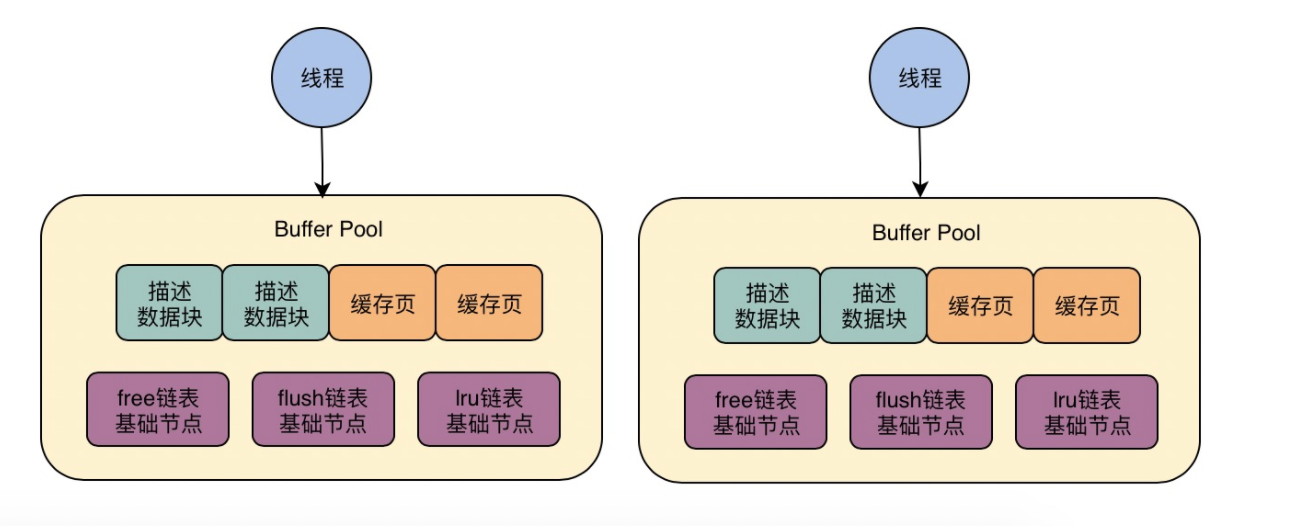 线程
线程
Buffer Pool
描述
数据块
描述
数据块
缓存页
缓存页
free链表
基础节点
flush链表
基础节点
lru链表
基础节点
Buffer Pool
描述
数据块
描述
数据块
缓存页
缓存页
free链表
基础节点
flush链表
基础节点
lru链表
基础节点